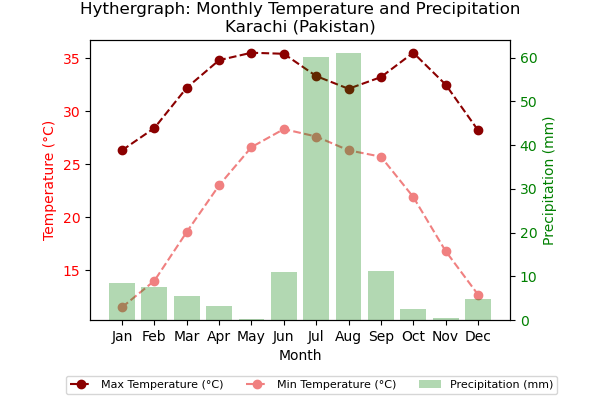 Hythergraph: Monthly Temperature and Precipitation
Karachi (Pakistan)
Temperature (°C)
35
30
25
20
15
60
50
40
30
20
10
0
Precipitation (mm)
Jan Feb Mar Apr May Jun Jul Aug Sep Oct Nov Dec
Month
Max Temperature (°C) Min Temperature (°C) Precipitation (mm)